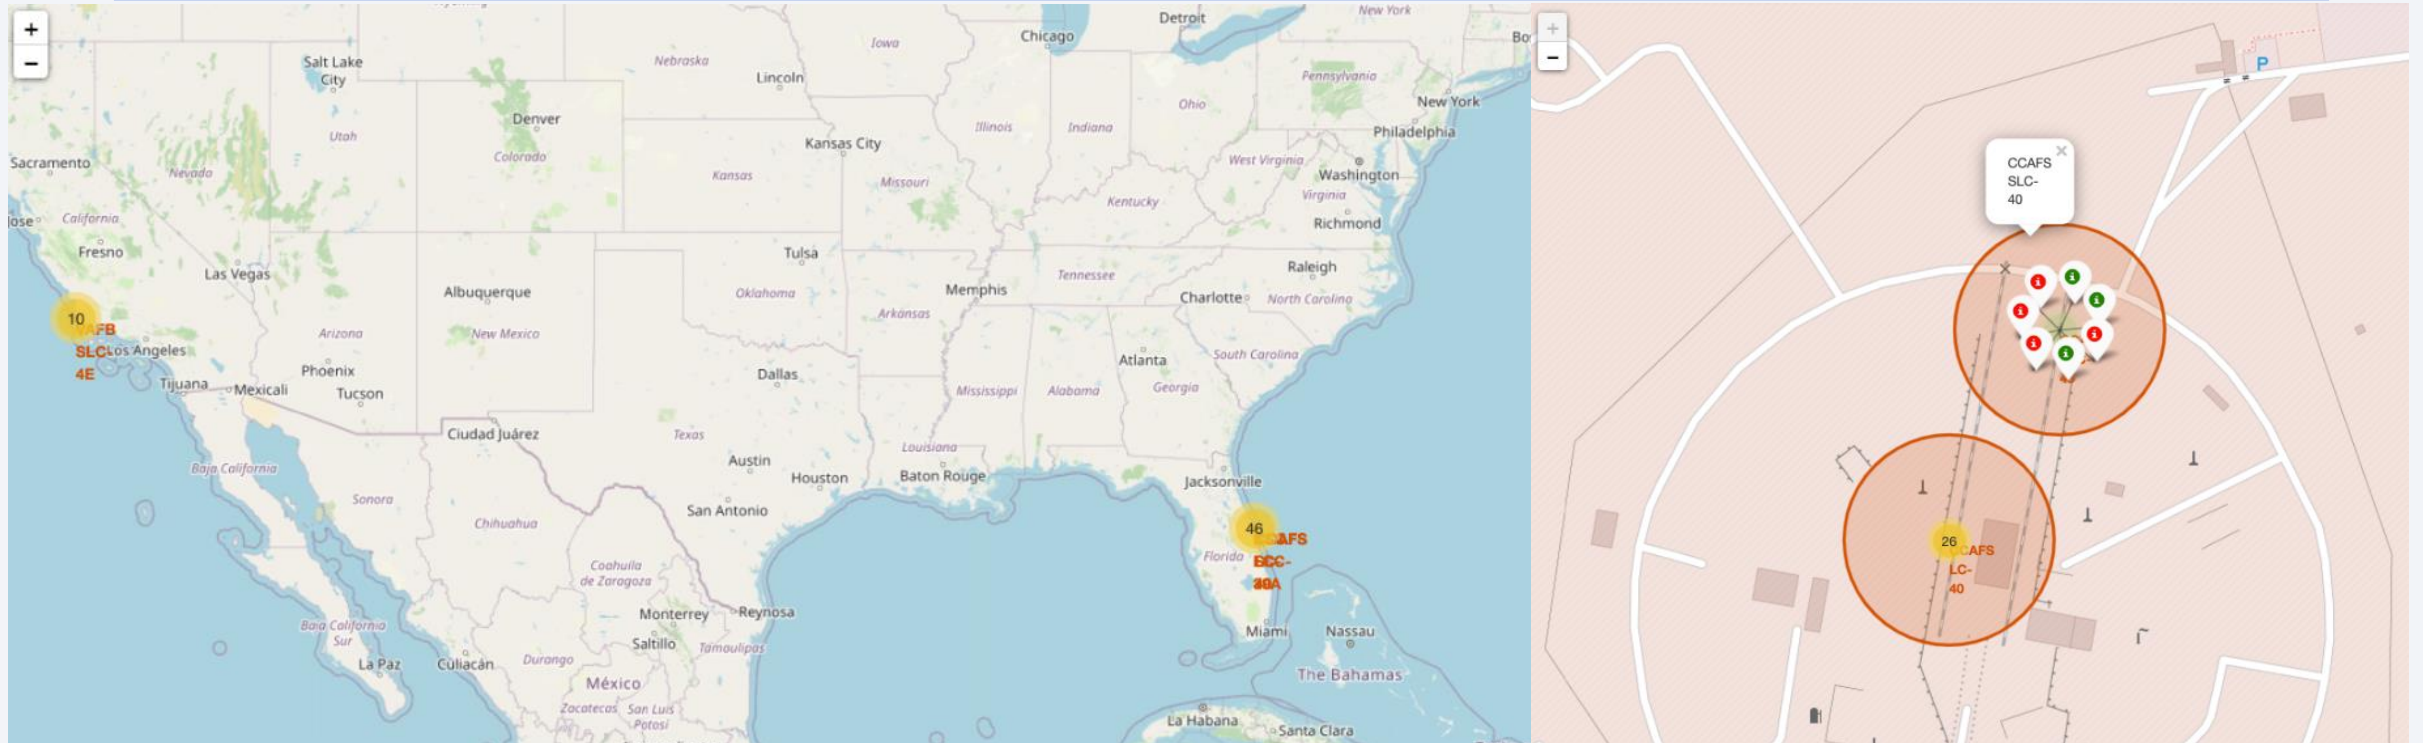 +
−
Detroit
New York
Chicago
Iowa
Bo
Salt Lake
City
Nebraska
Lincoln
Pennsylvania
New York
Ohio
Denver
Illinois
Indiana
Philadelphia
Utah
Kansas City
Sacramento
Colorado
West Virginia
Washington
Nevada
Kansas
Missouri
Virginia
Kentucky
Jose
California
Richmond
Fresno
Las Vegas
Tulsa
Raleigh
Tennessee
Albuquerque
Oklahoma
Memphis
Charlotte
North Carolina
Arkansas
10
AFB
SLC-
4E
Los Angeles
Arizona
New Mexico
Atlanta
South Carolina
Phoenix
Dallas
Tijuana
Mexicali
Tucson
Mississippi
Alabama
Georgia
Ciudad Juárez
Texas
Louisiana
Baja California
Austin
Houston
Baton Rouge
Jacksonville
Sonora
San Antonio
Chihuahua
46
AFS
Florida
Coahuila
de Zaragoza
Monterrey
Reynosa
Baja California
Sur
Saltillo
Tamaulipas
Miami
Nassau
La Paz
Culiacán
Durango
The Bahamas
México
Zacatecas
San Luis
Potosí
La Habana
Santa Clara
+
−
P
CCAFS
SLC-
40
×
26
CCAFS
LC-
40